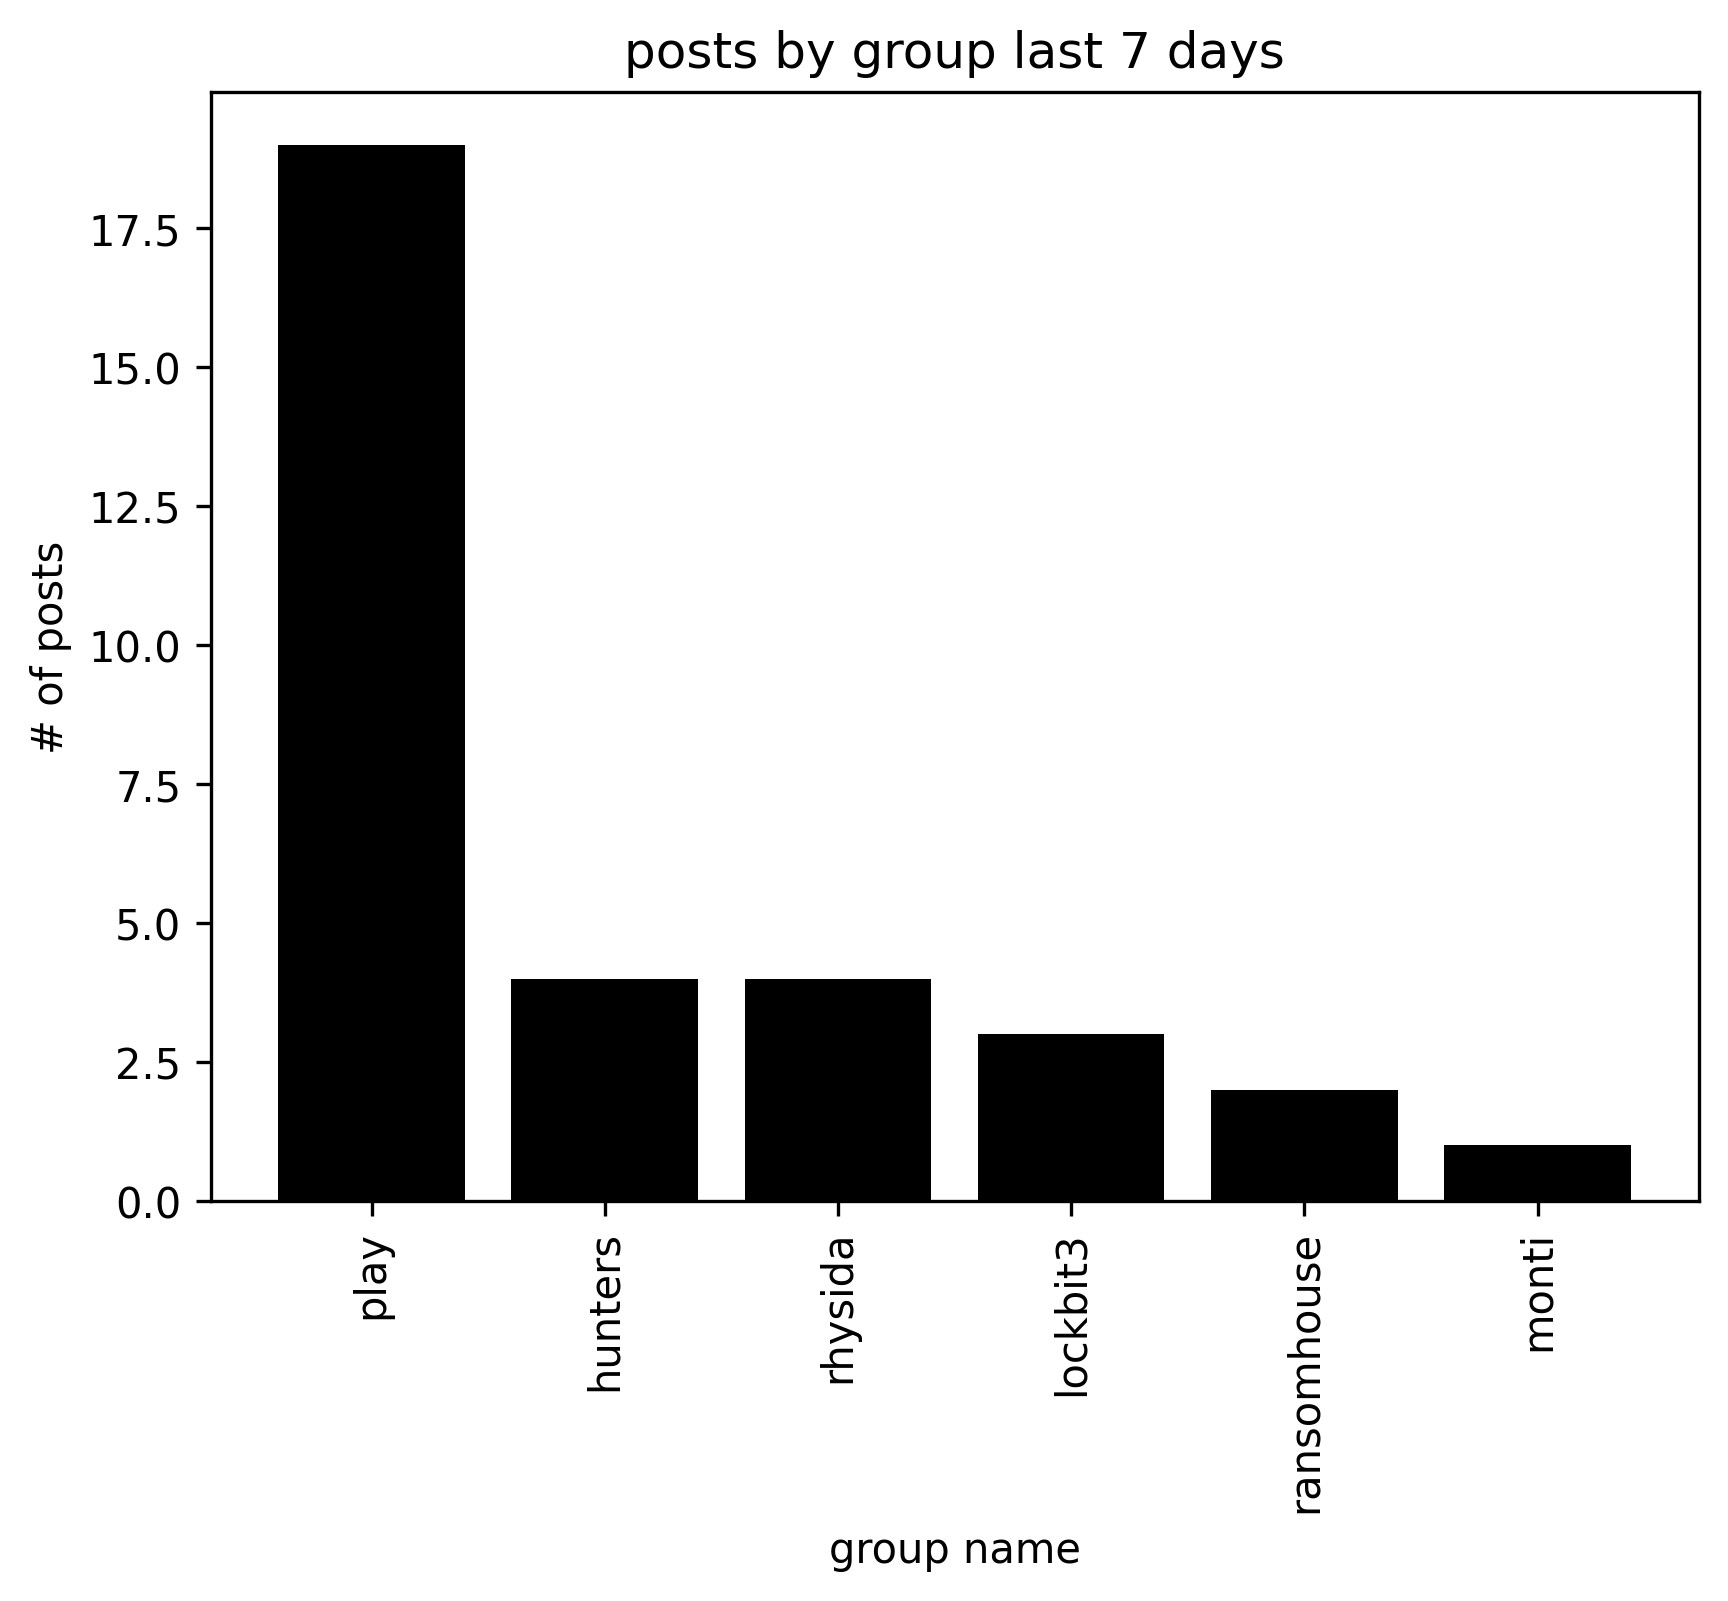 posts by group last 7 days
# of posts
17.5
15.0
12.5
10.0
7.5
5.0
2.5
0.0
play
hunters
rhysida
lockbit3
ransomhouse
monti
group name